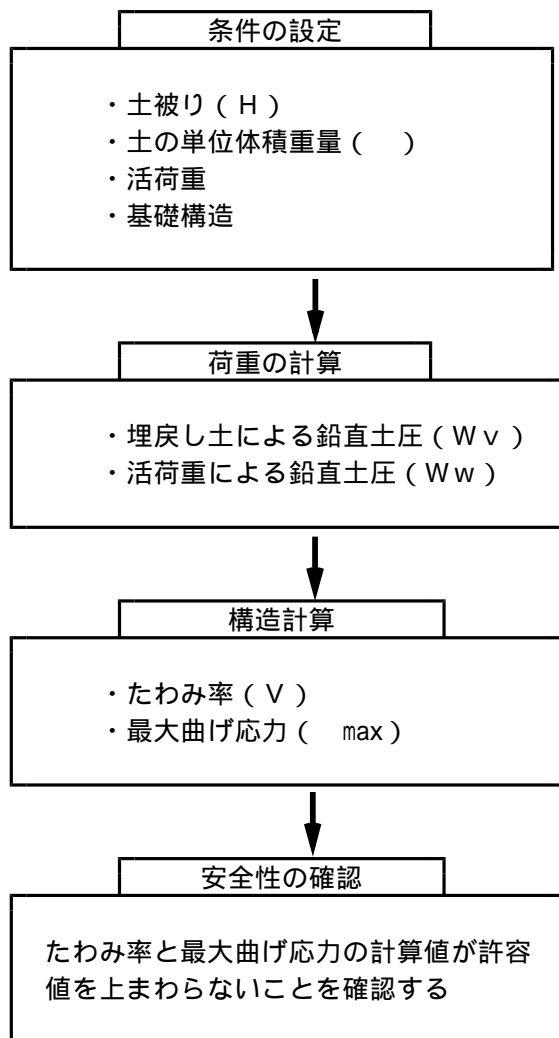 条件の設定
・土被り(H)
・土の単位体積重量(　)
・活荷重
・基礎構造
荷重の計算
・埋戻し土による鉛直土圧(Wv)
・活荷重による鉛直土圧(Ww)
構造計算
・たわみ率(V)
・最大曲げ応力(　max)
安全性の確認
たわみ率と最大曲げ応力の計算値が許容
値を上まわらないことを確認する